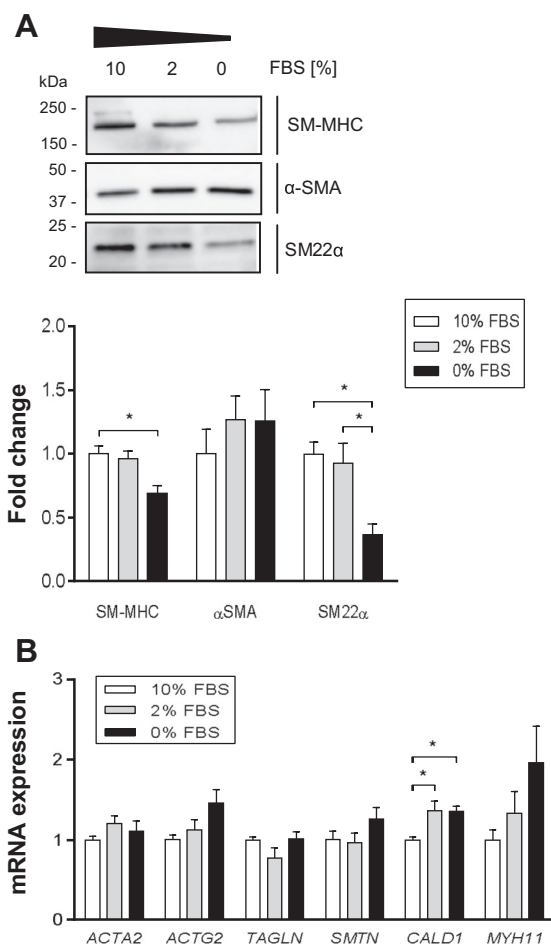 A
10 2 0 FBS [%]
kDa
250 -
150 -
SM-MHC
50 -
37 -
α-SMA
25 -
20 -
SM22α
10% FBS
2% FBS
0% FBS
Fold change
2.0
1.5
1.0
0.5
0.0
*
*
*
SM-MHC αSMA SM22α
B
10% FBS
2% FBS
0% FBS
mRNA expression
3
2
1
0
*
*
ACTA2 ACTG2 TAGLN SMTN CALD1 MYH11